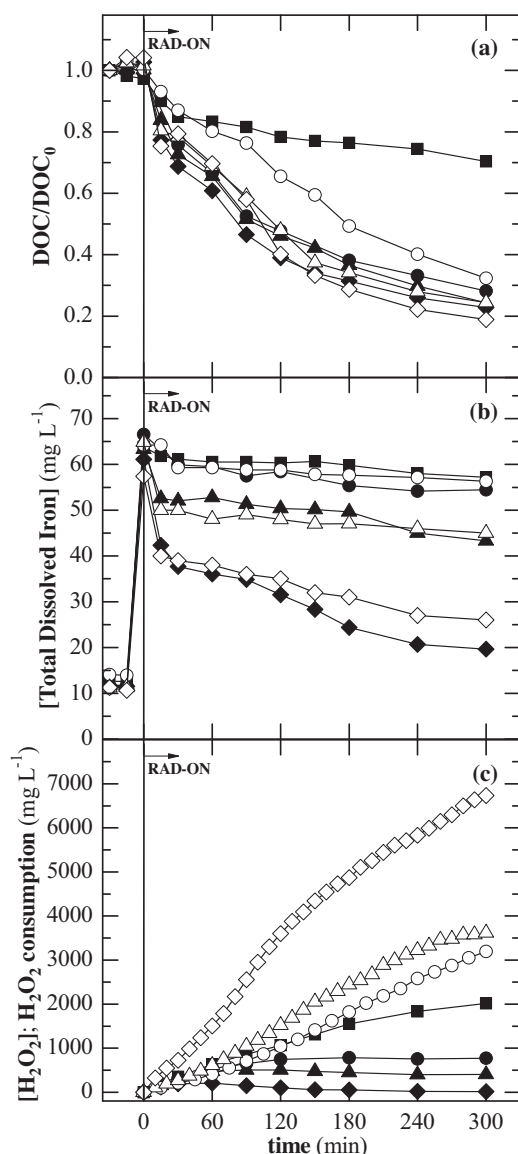 RAD-ON
(a)
1.0
0.8
0.6
0.4
0.2
0.0
DOC/DOC₀
RAD-ON
(b)
70
60
50
40
30
20
10
0
[Total Dissolved Iron] (mg L⁻¹)
RAD-ON
(c)
7000
6000
5000
4000
3000
2000
1000
0
[H₂O₂]; H₂O₂ consumption (mg L⁻¹)
0 60 120 180 240 300
time (min)